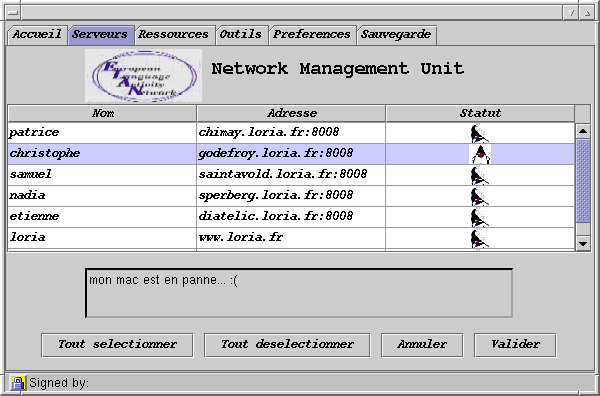 Accueil Serveurs Ressources Outils Preferences Sauvegarde
European
Language
Activity
Network
Network Management Unit
Nom Adresse Statut
patrice chimay.loria.fr:8008
christophe godefroy.loria.fr:8008
samuel saintavold.loria.fr:8008
nadia sperberg.loria.fr:8008
etienne diatelic.loria.fr:8008
loria www.loria.fr
mon mac est en panne... :(
Tout selectionner Tout deselectionner Annuler Valider
Signed by: